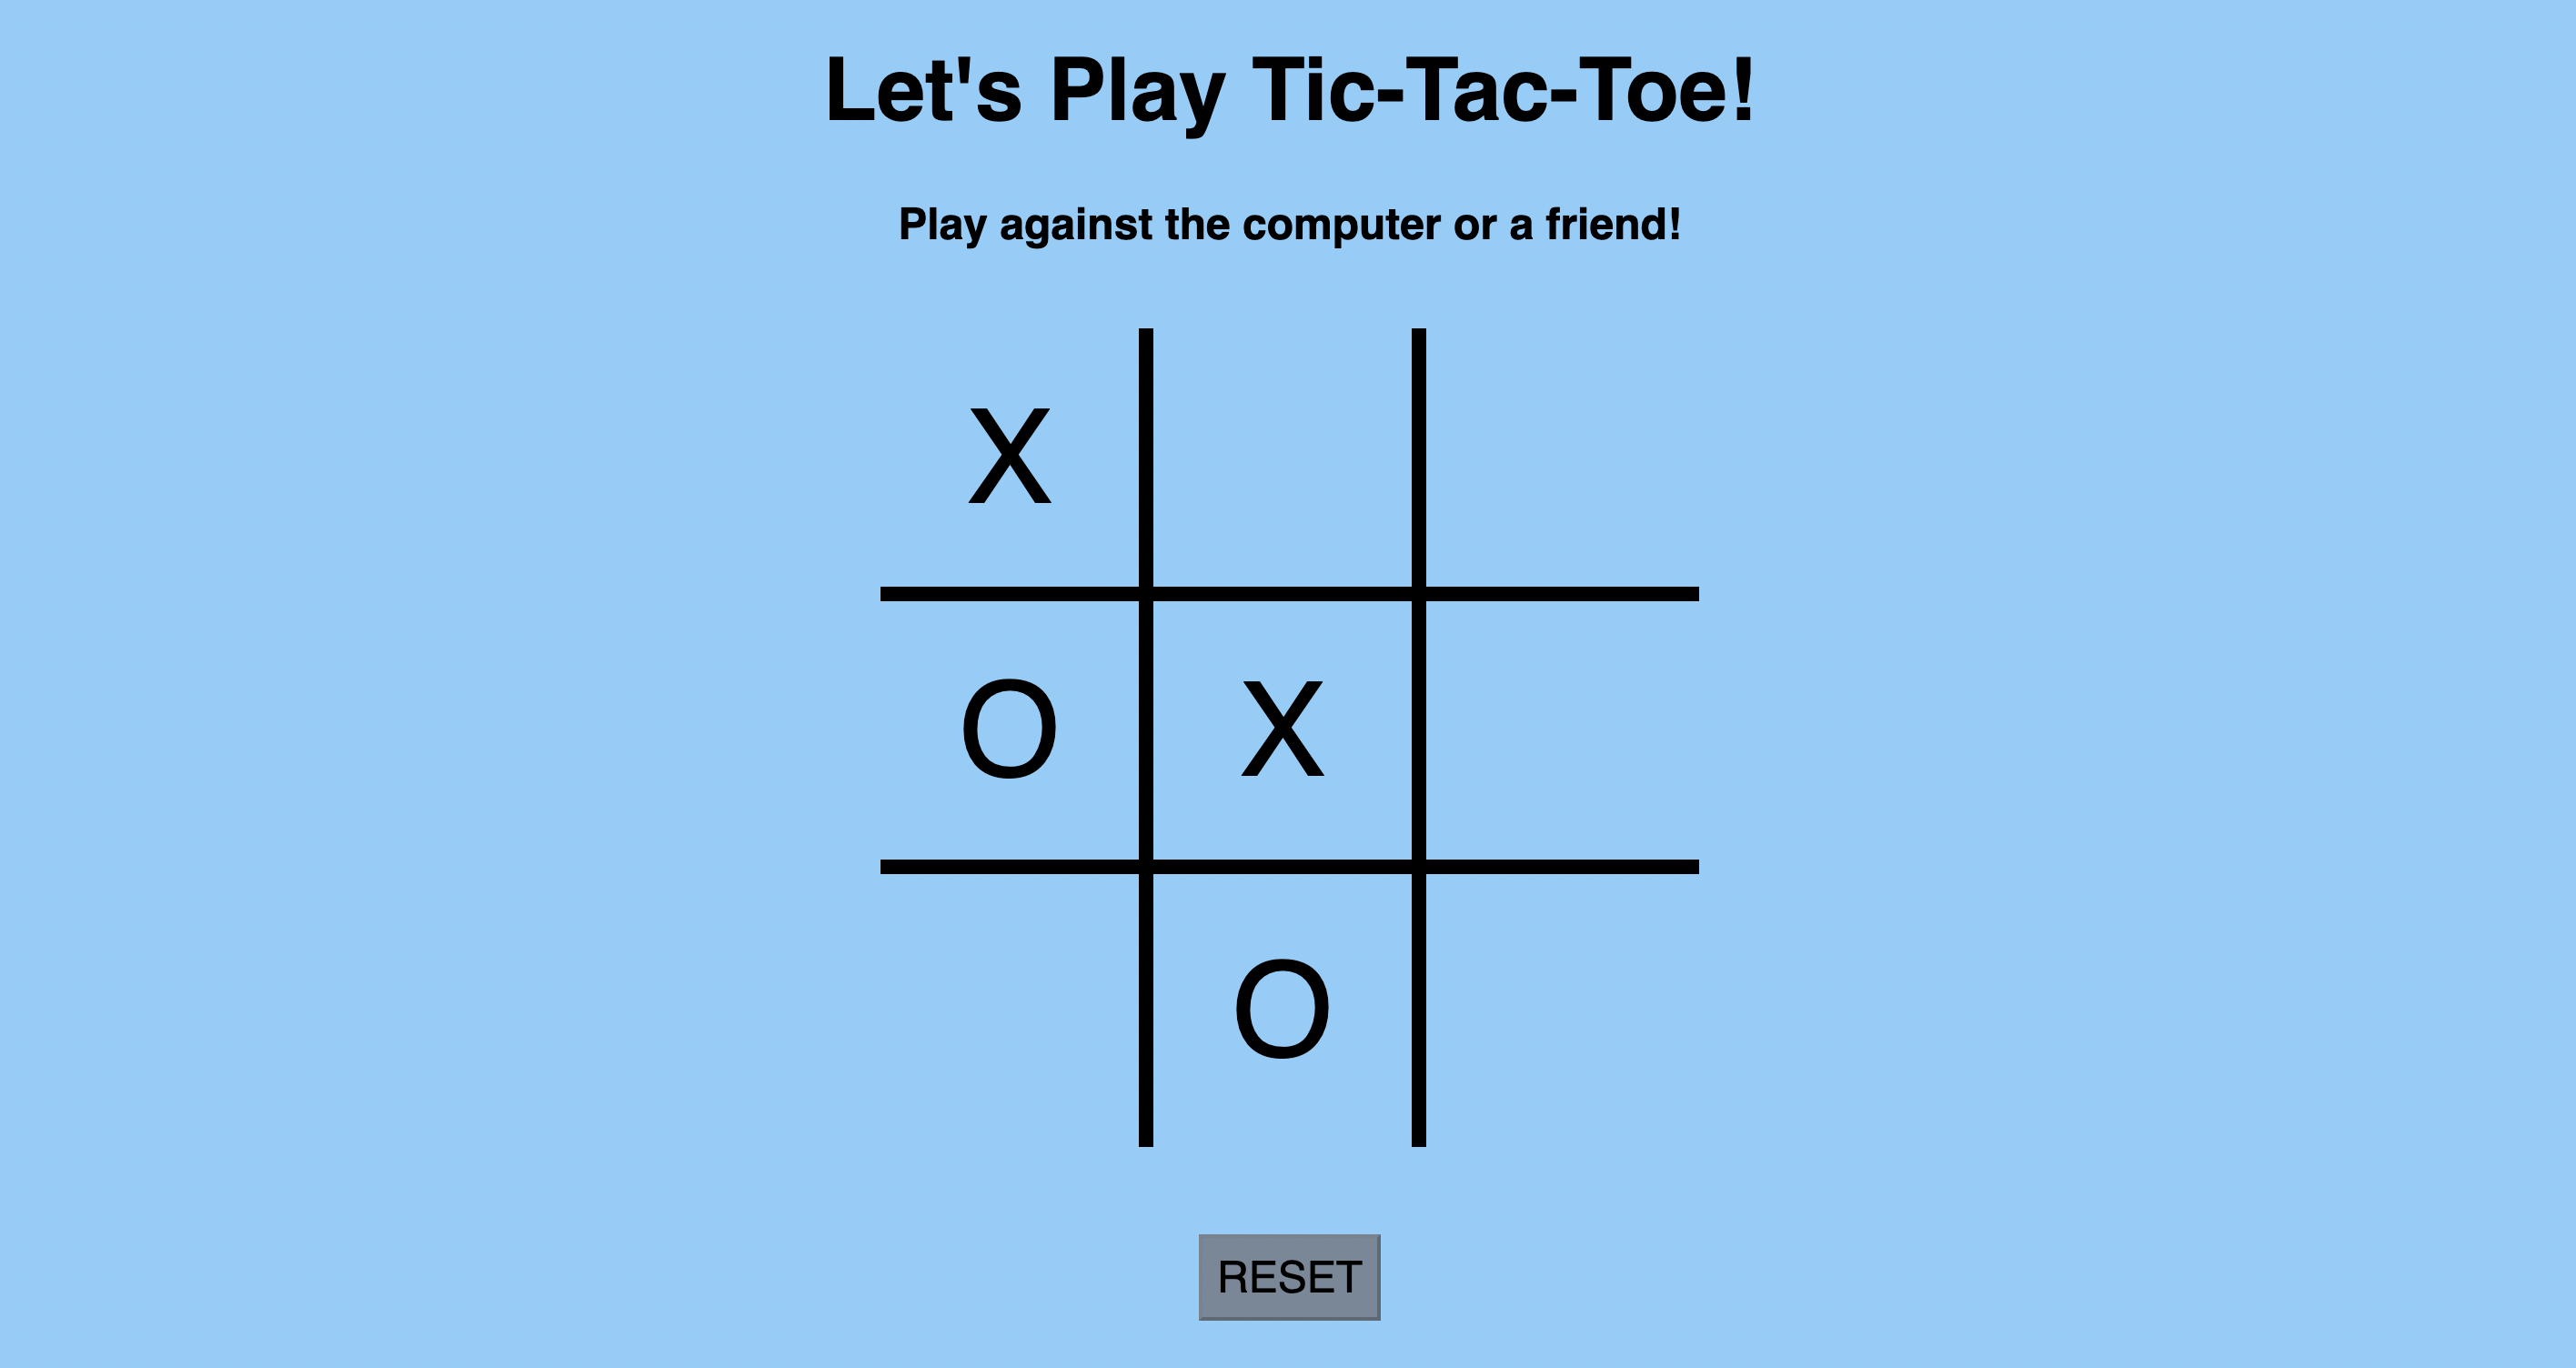 Let's Play Tic-Tac-Toe!
Play against the computer or a friend!
X
O X
O
RESET